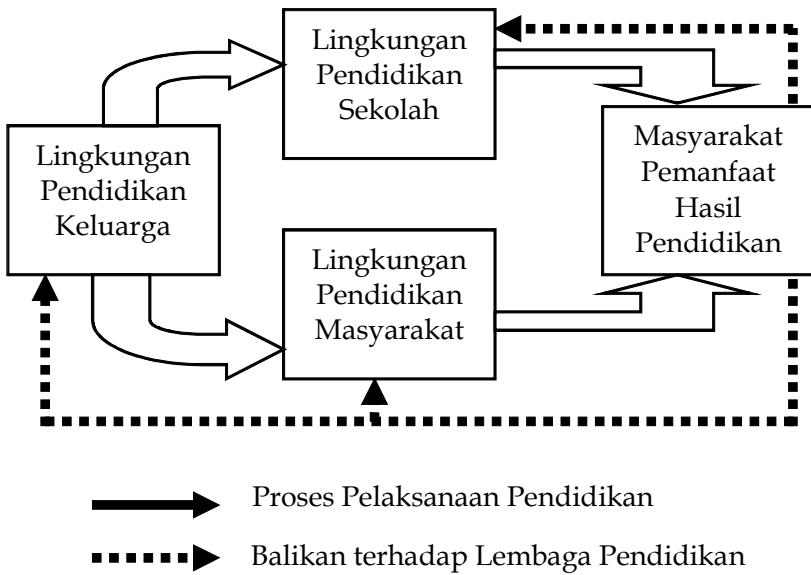 Lingkungan
Pendidikan
Sekolah
Lingkungan
Pendidikan
Keluarga
Masyarakat
Pemanfaat
Hasil
Pendidikan
Lingkungan
Pendidikan
Masyarakat
Proses Pelaksanaan Pendidikan
Balikan terhadap Lembaga Pendidikan